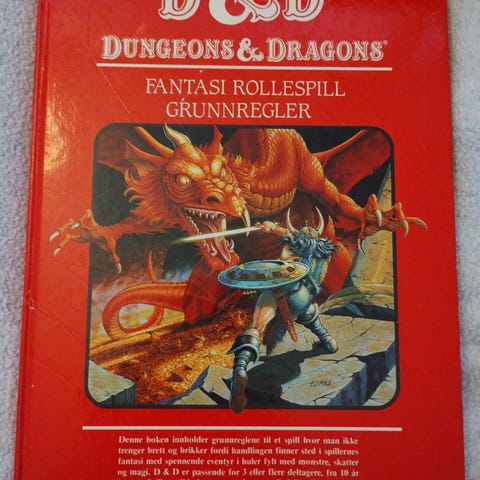 D&D
DUNGEONS & DRAGONS®
FANTASI ROLLESPILL
GRUNNREGLER
Denne boken innholder grunnreglene til et spill hvor man ikke
trenger brett og brikker fordi handlingen finner sted i spillernes
fantasi med spennende eventyr i huler fylt med monstre, skatter
og magi. D & D er passende for 3 eller flere deltagere, fra 10 år